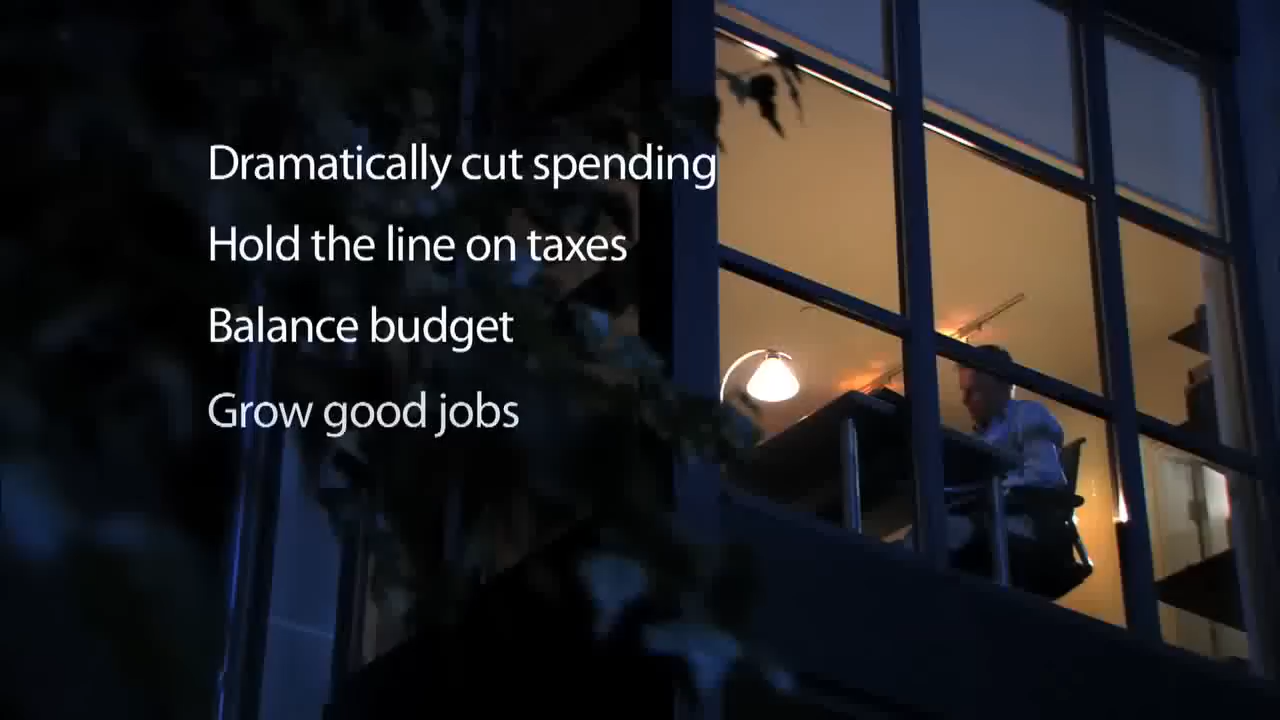 Dramatically cut spending
Hold the line on taxes
Balance budget
Grow good jobs